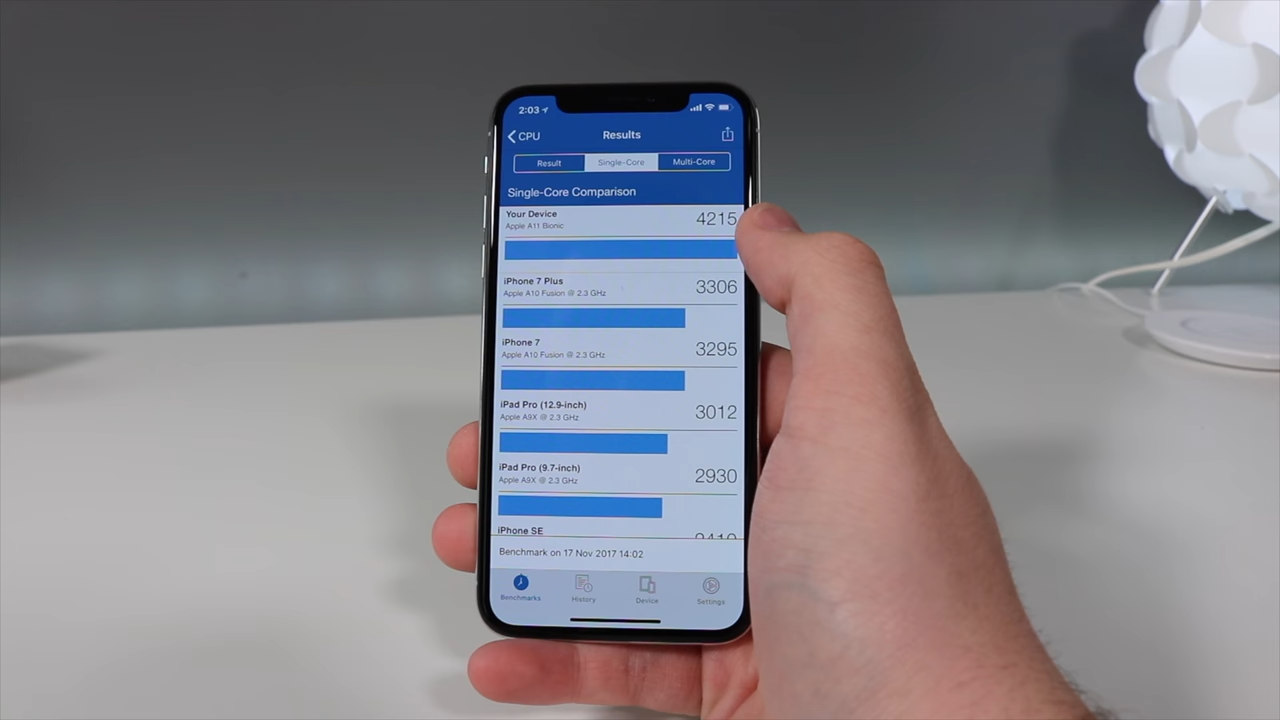 2:03
CPU
Results
Result
Single-Core
Multi-Core
Single-Core Comparison
Your Device
4215
Apple A11 Bionic
iPhone 7 Plus
3306
Apple A10 Fusion @ 2.3 GHz
iPhone 7
3295
Apple A10 Fusion @ 2.3 GHz
iPad Pro (12.9-inch)
3012
Apple A9X @ 2.3 GHz
iPad Pro (9.7-inch)
2930
Apple A9X @ 2.3 GHz
iPhone SE
Benchmark on 17 Nov 2017 14:02
Benchmarks
History
Device
Settings